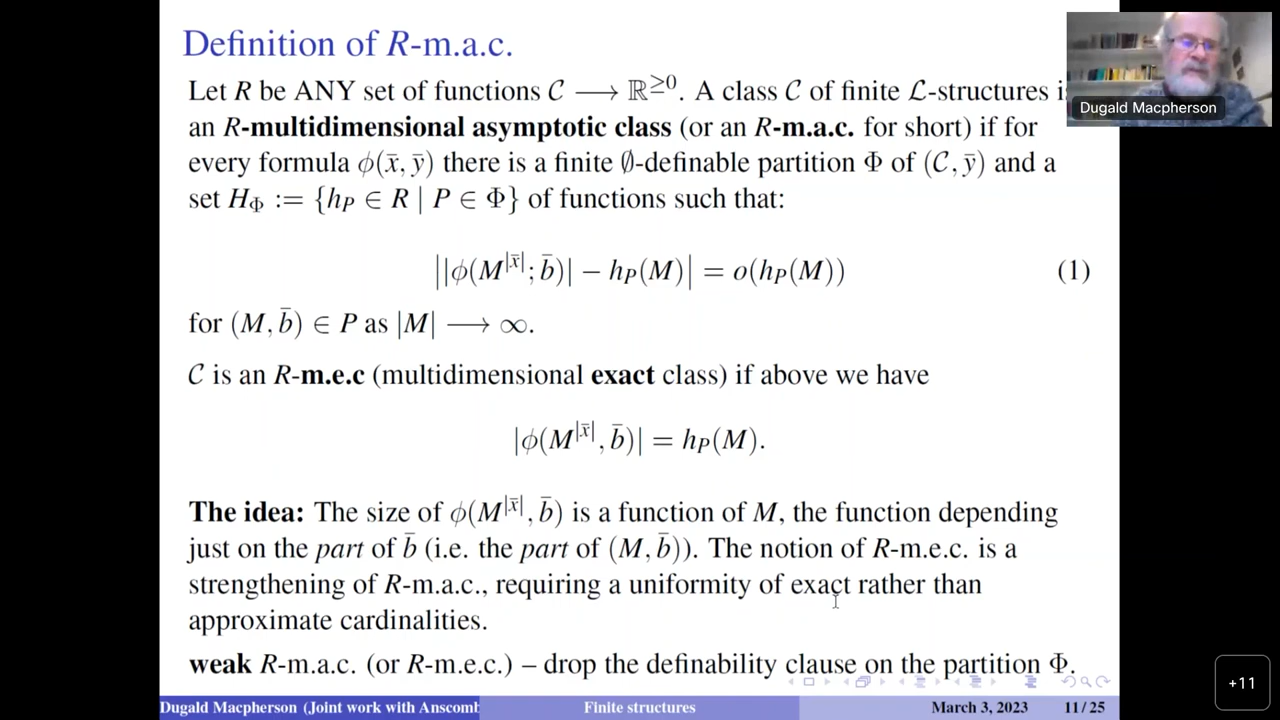 Definition of R-m.a.c.
Let R be ANY set of functions 𝒞 ⟶ ℝ≥0. A class 𝒞 of finite ℒ-structures i
an R-multidimensional asymptotic class (or an R-m.a.c. for short) if for
every formula ϕ(x̄, ȳ) there is a finite ∅-definable partition Φ of (𝒞, ȳ) and a
set H_Φ := {h_P ∈ R | P ∈ Φ} of functions such that:
||ϕ(M^|x̄|; b̄)| − h_P(M)| = o(h_P(M)) (1)
for (M, b̄) ∈ P as |M| ⟶ ∞.
𝒞 is an R-m.e.c (multidimensional exact class) if above we have
|ϕ(M^|x̄|, b̄)| = h_P(M).
The idea: The size of ϕ(M^|x̄|, b̄) is a function of M, the function depending
just on the part of b̄ (i.e. the part of (M, b̄)). The notion of R-m.e.c. is a
strengthening of R-m.a.c., requiring a uniformity of exact rather than
approximate cardinalities.
weak R-m.a.c. (or R-m.e.c.) – drop the definability clause on the partition Φ.
Dugald Macpherson (Joint work with Anscomb Finite structures March 3, 2023 11/25
Dugald Macpherson
+11